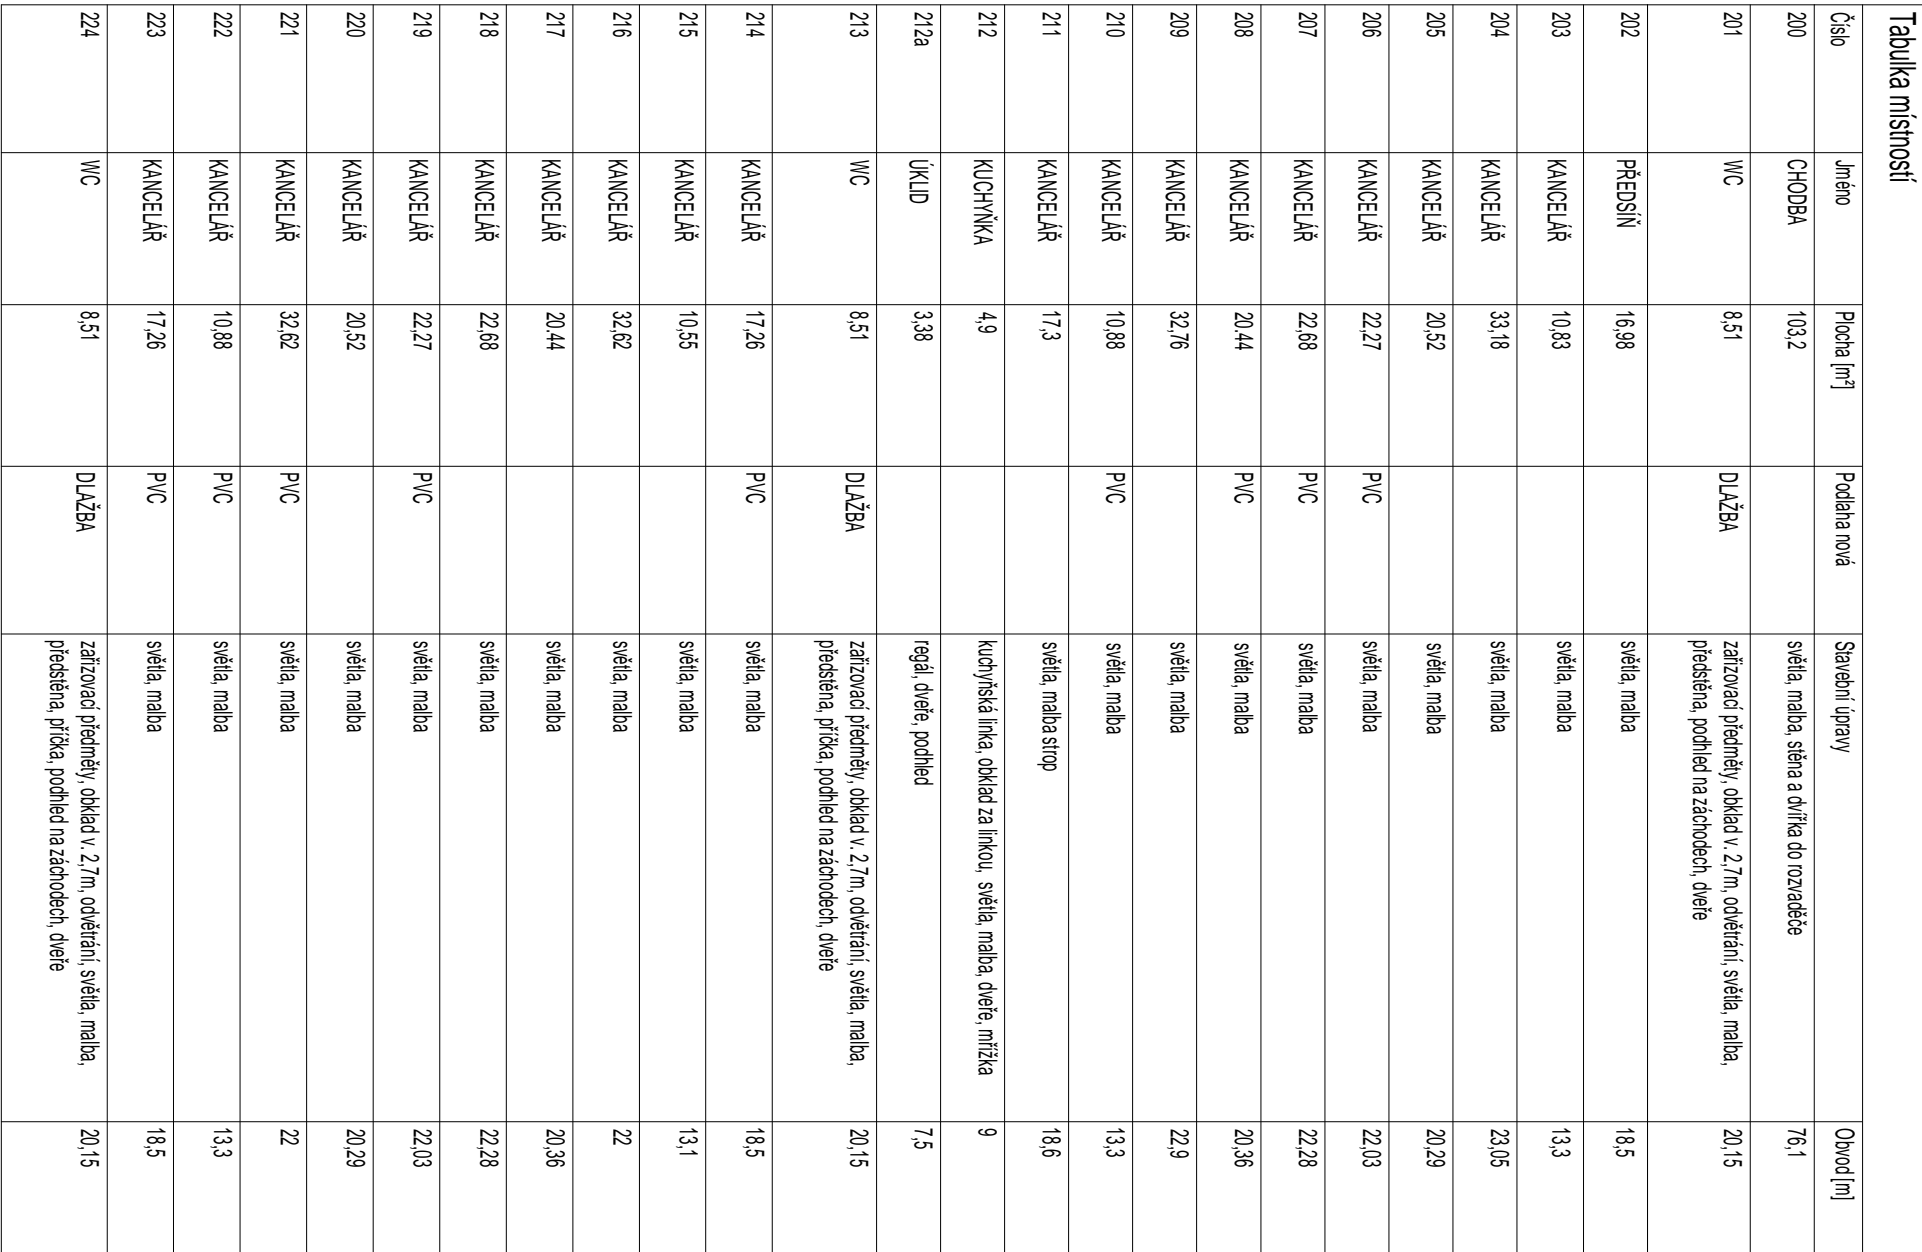 Tabulka místností
Číslo Jméno Plocha [m²] Podlaha nová Stavební úpravy Obvod [m]
200 CHODBA 103,2 světla, malba, stěna a dvířka do rozvaděče 76,1
201 WC 8,51 DLAŽBA zařizovací předměty, obklad v. 2,7m, odvětrání, světla, malba, 20,15
předstěna, podhled na záchodech, dveře
202 PŘEDSÍŇ 16,98 světla, malba 18,5
203 KANCELÁŘ 10,83 světla, malba 13,3
204 KANCELÁŘ 33,18 světla, malba 23,05
205 KANCELÁŘ 20,52 světla, malba 20,29
206 KANCELÁŘ 22,27 PVC světla, malba 22,03
207 KANCELÁŘ 22,68 PVC světla, malba 22,28
208 KANCELÁŘ 20.44 PVC světla, malba 20,36
209 KANCELÁŘ 32,76 světla, malba 22,9
210 KANCELÁŘ 10,88 PVC světla, malba 13,3
211 KANCELÁŘ 17,3 světla, malba strop 18,6
212 KUCHYŇKA 4,9 kuchyňská linka, obklad za linkou, světla, malba, dveře, mřížka 9
212a ÚKLID 3,38 regál, dveře, podhled 7,5
213 WC 8,51 DLAŽBA zařizovací předměty, obklad v. 2,7m, odvětrání, světla, malba, 20,15
předstěna, příčka, podhled na záchodech, dveře
214 KANCELÁŘ 17,26 PVC světla, malba 18,5
215 KANCELÁŘ 10,55 světla, malba 13,1
216 KANCELÁŘ 32,62 světla, malba 22
217 KANCELÁŘ 20.44 světla, malba 20,36
218 KANCELÁŘ 22,68 světla, malba 22,28
219 KANCELÁŘ 22,27 PVC světla, malba 22,03
220 KANCELÁŘ 20,52 světla, malba 20,29
221 KANCELÁŘ 32,62 PVC světla, malba 22
222 KANCELÁŘ 10,88 PVC světla, malba 13,3
223 KANCELÁŘ 17,26 PVC světla, malba 18,5
224 WC 8,51 DLAŽBA zařizovací předměty, obklad v. 2,7m, odvětrání, světla, malba, 20,15
předstěna, příčka, podhled na záchodech, dveře